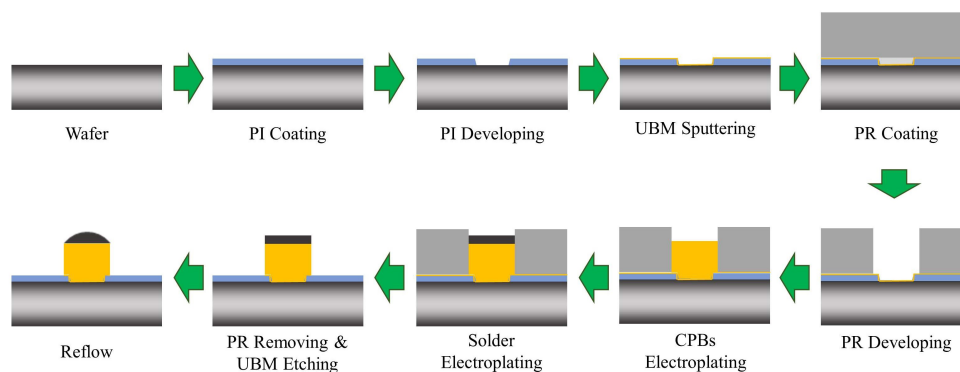 Wafer
PI Coating
PI Developing
UBM Sputtering
PR Coating
PR Developing
CPBs
Electroplating
Solder
Electroplating
PR Removing &
UBM Etching
Reflow